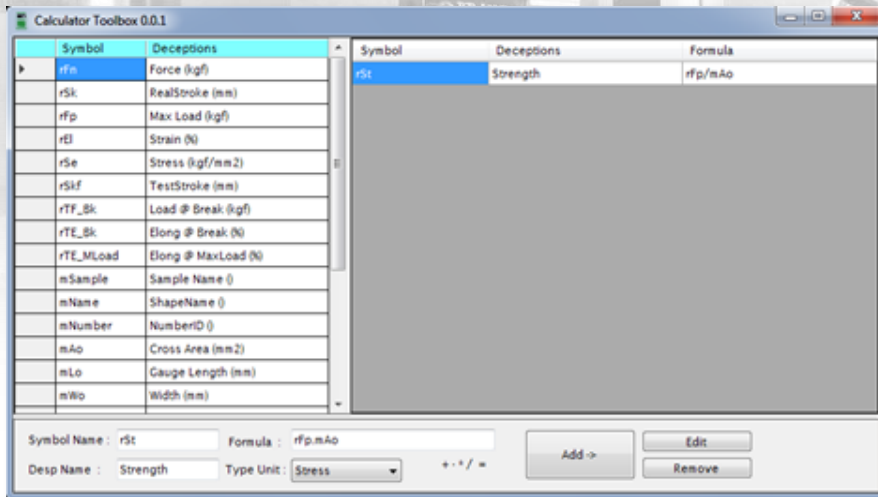 Calculator Toolbox 0.0.1
Symbol Deceptions
rFn Force (kgf)
rSk RealStroke (mm)
rFp Max Load (kgf)
rEl Strain (%)
rSe Stress (kgf/mm2)
rSkf TestStroke (mm)
rTF_Bk Load @ Break (kgf)
rTE_Bk Elong @ Break (%)
rTE_MLoad Elong @ MaxLoad (%)
mSample Sample Name ()
mName ShapeName ()
mNumber NumberID ()
mAo Cross Area (mm2)
mLo Gauge Length (mm)
mWo Width (mm)
Symbol Deceptions Formula
rSt Strength rFp/mAo
Symbol Name : rSt Formula : rFp.mAo
Desp Name : Strength Type Unit : Stress
+ - * / =
Add ->
Edit
Remove